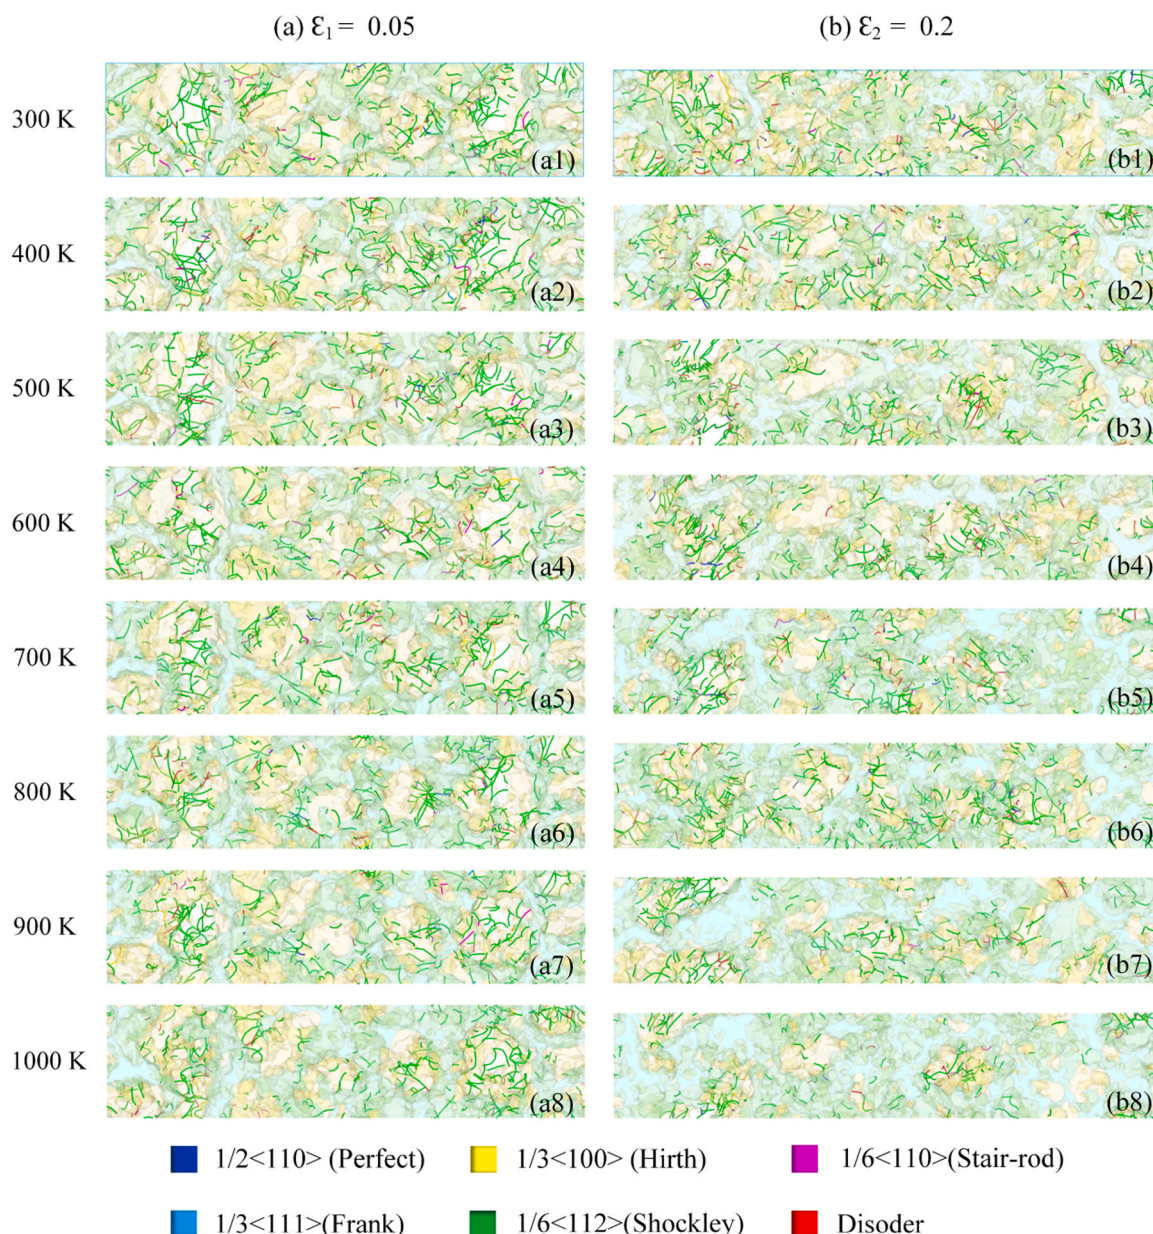 (a) Ɛ₁ = 0.05 (b) Ɛ₂ = 0.2
300 K (a1) (b1)
400 K (a2) (b2)
500 K (a3) (b3)
600 K (a4) (b4)
700 K (a5) (b5)
800 K (a6) (b6)
900 K (a7) (b7)
1000 K (a8) (b8)
1/2<110> (Perfect) 1/3<100> (Hirth) 1/6<110>(Stair-rod)
1/3<111>(Frank) 1/6<112>(Shockley) Disoder